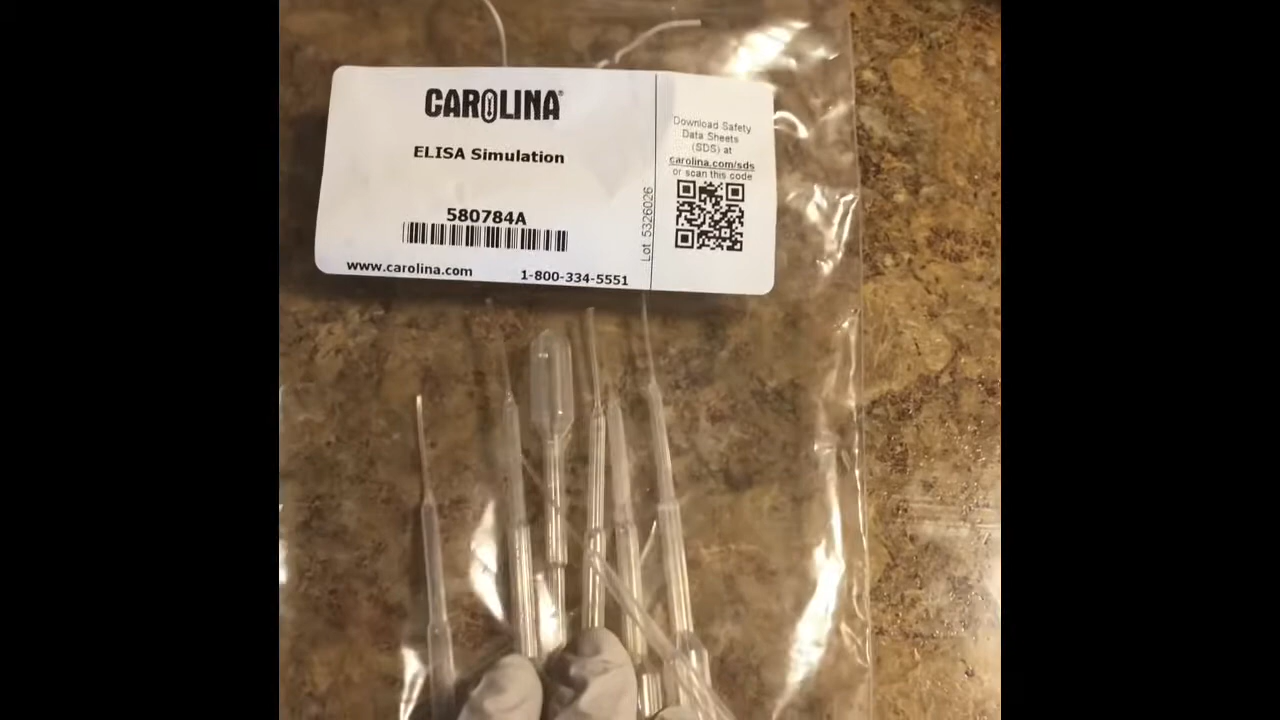 CAROLINA®
ELISA Simulation
580784A
www.carolina.com 1-800-334-5551
Lot 5326026
Download Safety
Data Sheets
(SDS) at
carolina.com/sds
or scan this code